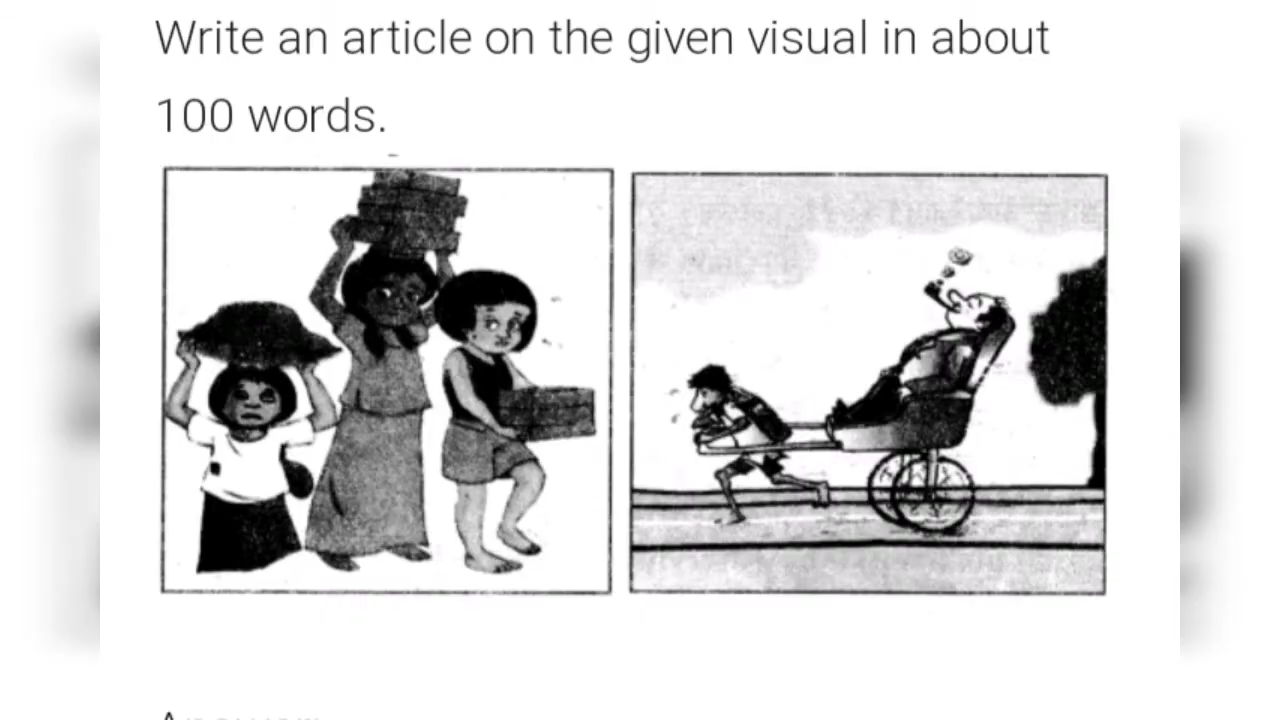 Write an article on the given visual in about
100 words.